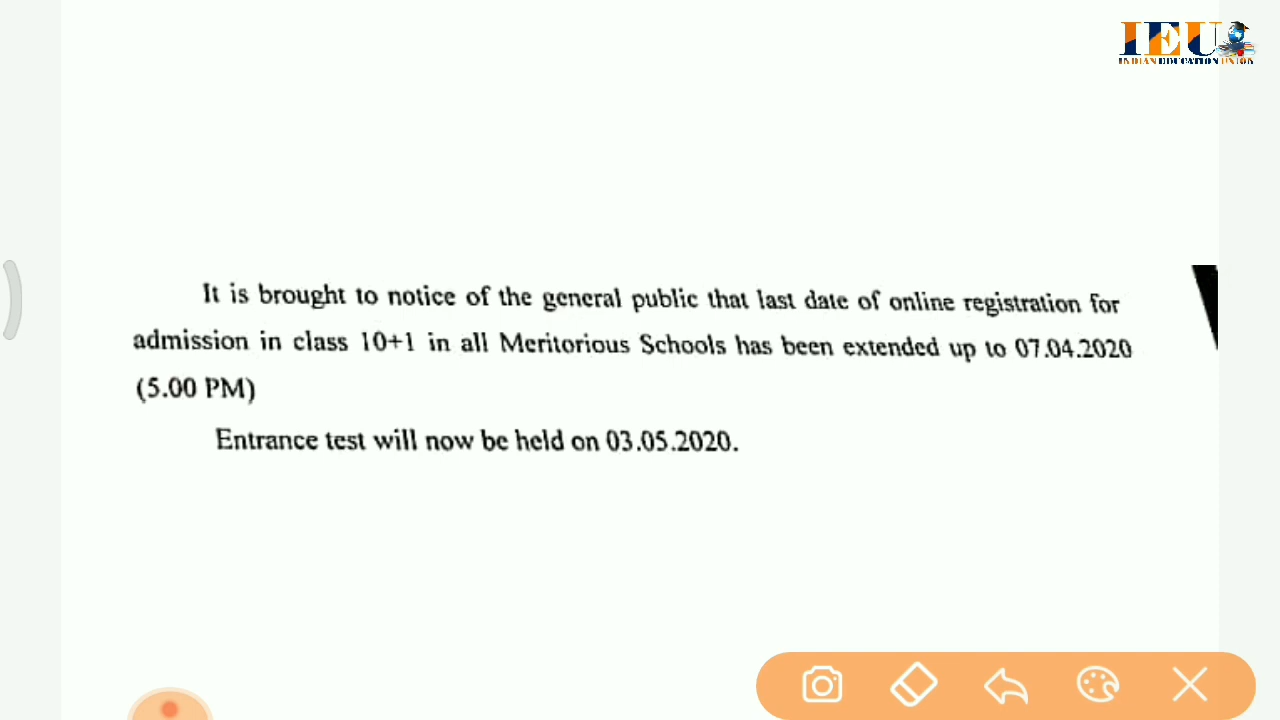 IEU
INDIAN EDUCATION UNION
It is brought to notice of the general public that last date of online registration for
admission in class 10+1 in all Meritorious Schools has been extended up to 07.04.2020
(5.00 PM)
Entrance test will now be held on 03.05.2020.